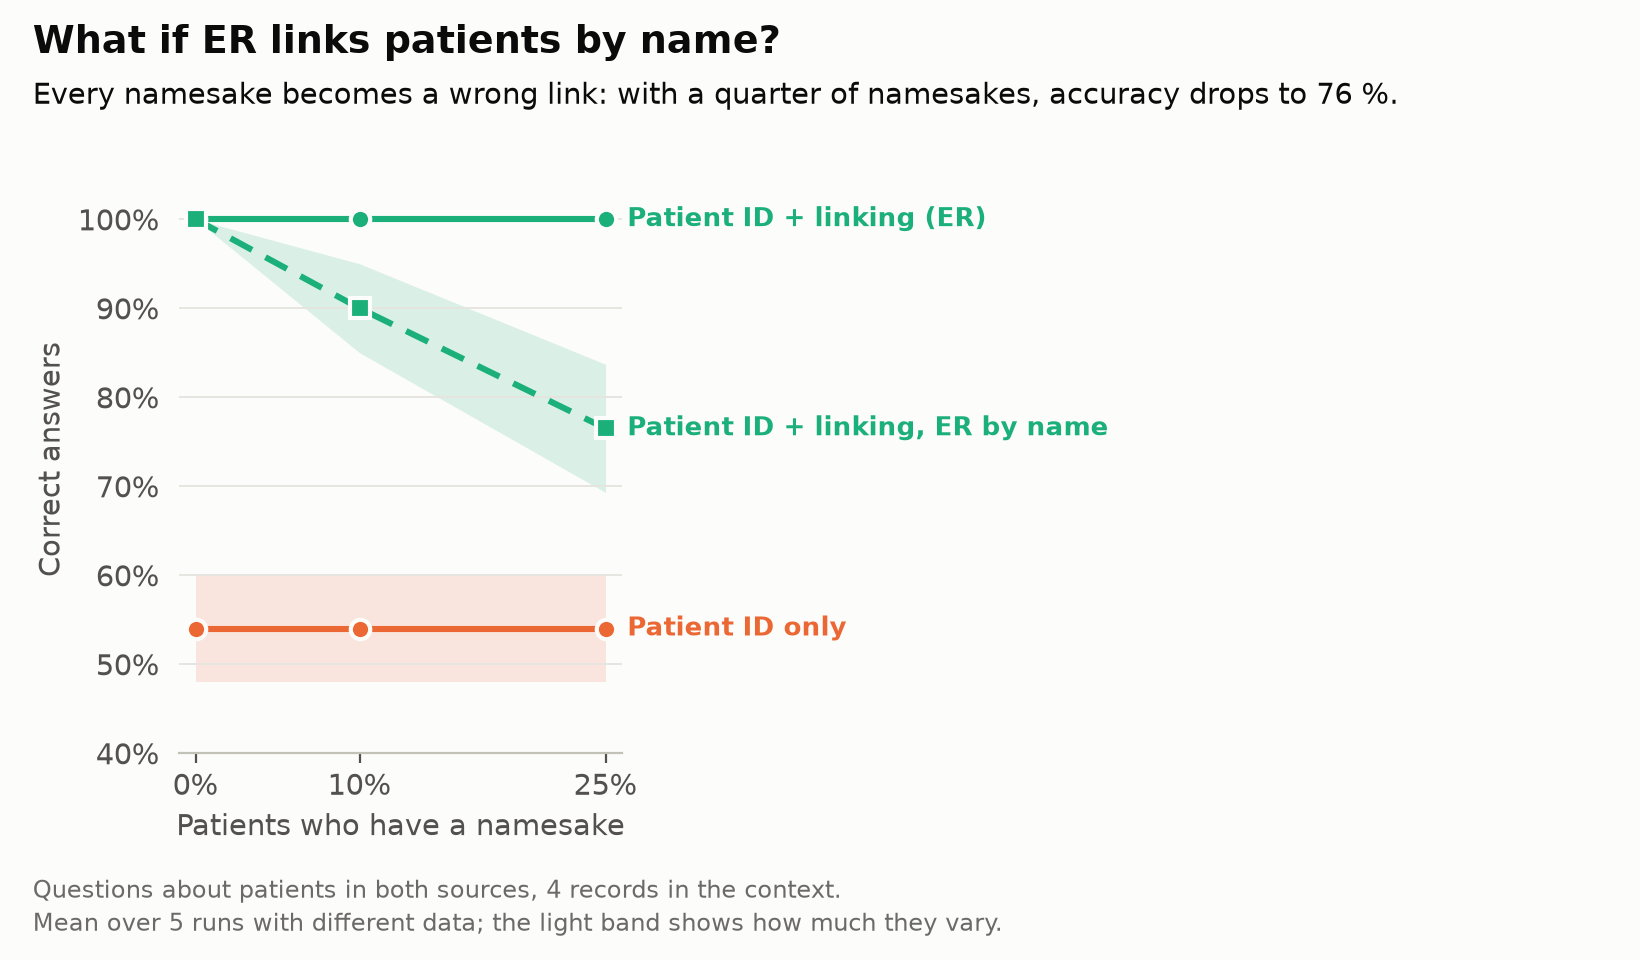 What if ER links patients by name?
Every namesake becomes a wrong link: with a quarter of namesakes, accuracy drops to 76 %.
100%
Patient ID + linking (ER)
90%
80%
Patient ID + linking, ER by name
70%
Correct answers
60%
Patient ID only
50%
40%
0% 10% 25%
Patients who have a namesake
Questions about patients in both sources, 4 records in the context.
Mean over 5 runs with different data; the light band shows how much they vary.